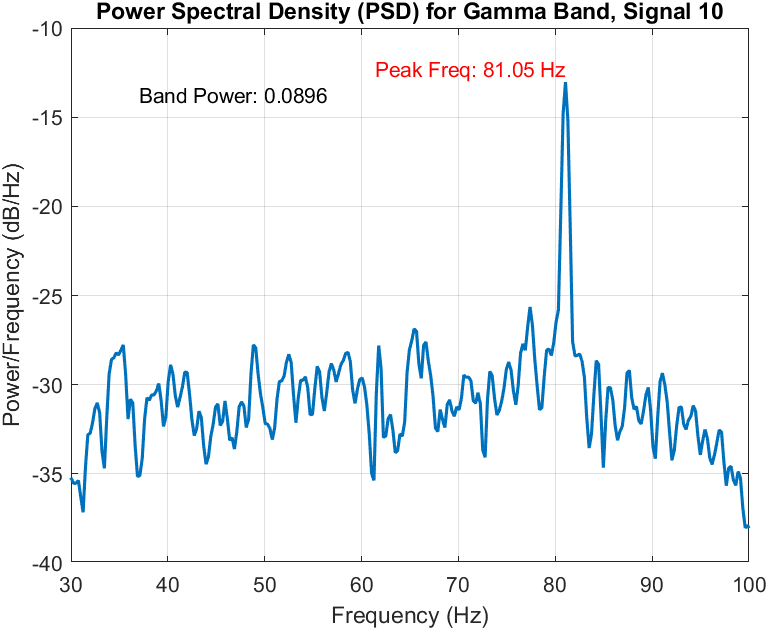 Power Spectral Density (PSD) for Gamma Band, Signal 10
Peak Freq: 81.05 Hz
Band Power: 0.0896
Power/Frequency (dB/Hz)
-10
-15
-20
-25
-30
-35
-40
30 40 50 60 70 80 90 100
Frequency (Hz)